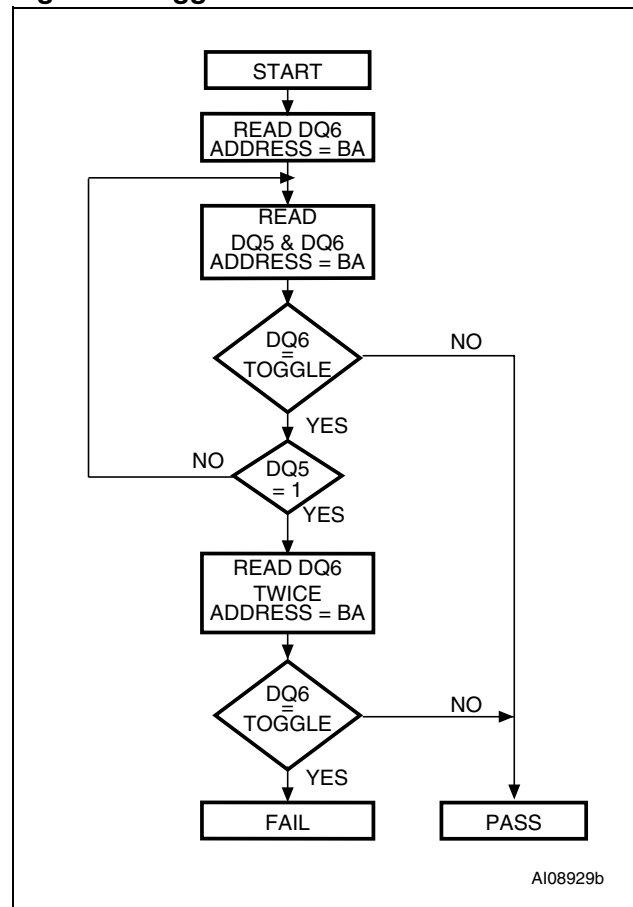 START
READ DQ6
ADDRESS = BA
READ
DQ5 & DQ6
ADDRESS = BA
DQ6
=
TOGGLE
NO
YES
NO
DQ5
= 1
YES
READ DQ6
TWICE
ADDRESS = BA
DQ6
=
TOGGLE
NO
YES
FAIL
PASS
AI08929b